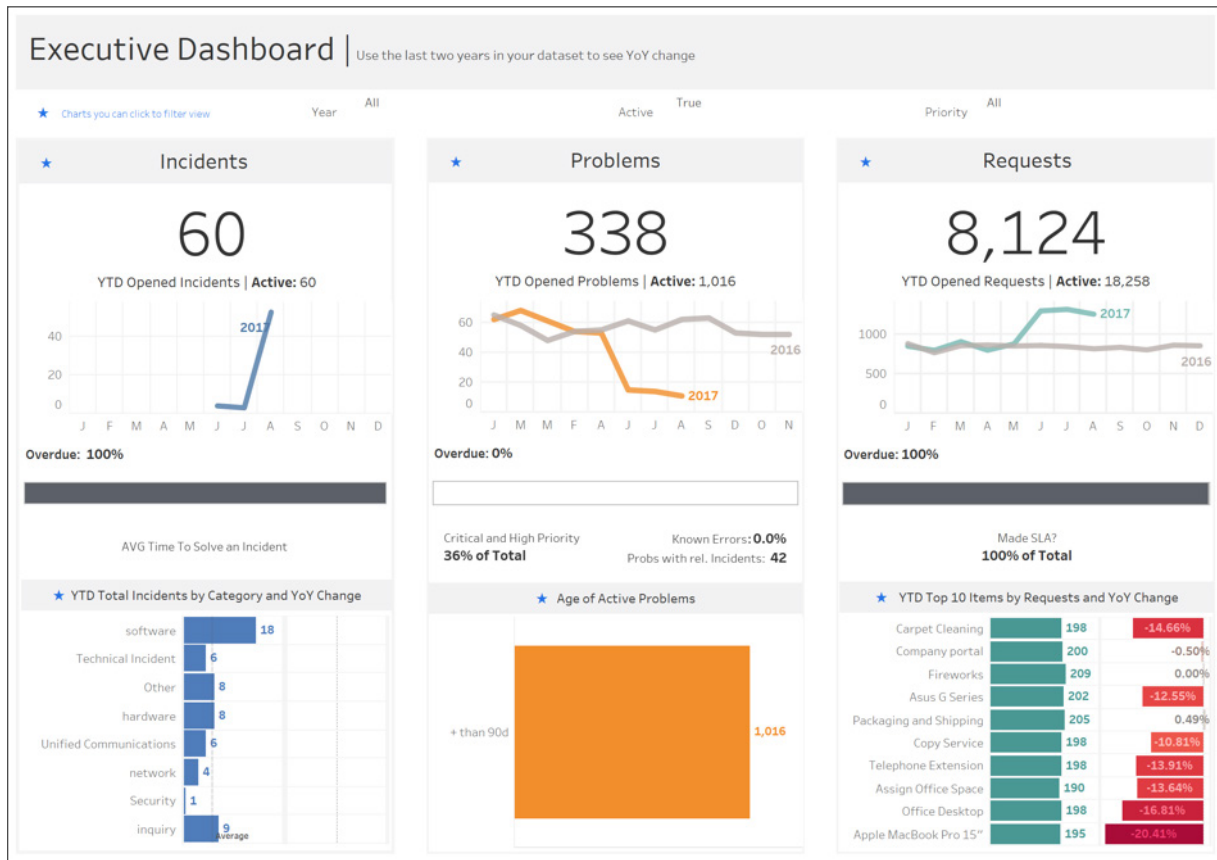 Executive Dashboard | Use the last two years in your dataset to see YoY change
★ Charts you can click to filter view
Year All
Active True
Priority All
★ Incidents
60
YTD Opened Incidents | Active: 60
2017
40
20
0
J F M A M J J A S O N D
Overdue: 100%
AVG Time To Solve an Incident
★ YTD Total Incidents by Category and YoY Change
software 18
Technical Incident 6
Other 8
hardware 8
Unified Communications 6
network 4
Security 1
inquiry 9
Average
★ Problems
338
YTD Opened Problems | Active: 1,016
60
40
20
0
2016
2017
J M M F A J J A S D O N
Overdue: 0%
Critical and High Priority
36% of Total
Known Errors: 0.0%
Probs with rel. Incidents: 42
★ Age of Active Problems
+ than 90d 1,016
★ Requests
8,124
YTD Opened Requests | Active: 18,258
2017
1000
2016
500
0
J F M A M J J A S O N D
Overdue: 100%
Made SLA?
100% of Total
★ YTD Top 10 Items by Requests and YoY Change
Carpet Cleaning 198 -14.66%
Company portal 200 -0.50%
Fireworks 209 0.00%
Asus G Series 202 -12.55%
Packaging and Shipping 205 0.49%
Copy Service 198 -10.81%
Telephone Extension 198 -13.91%
Assign Office Space 190 -13.64%
Office Desktop 198 -16.81%
Apple MacBook Pro 15" 195 -20.41%